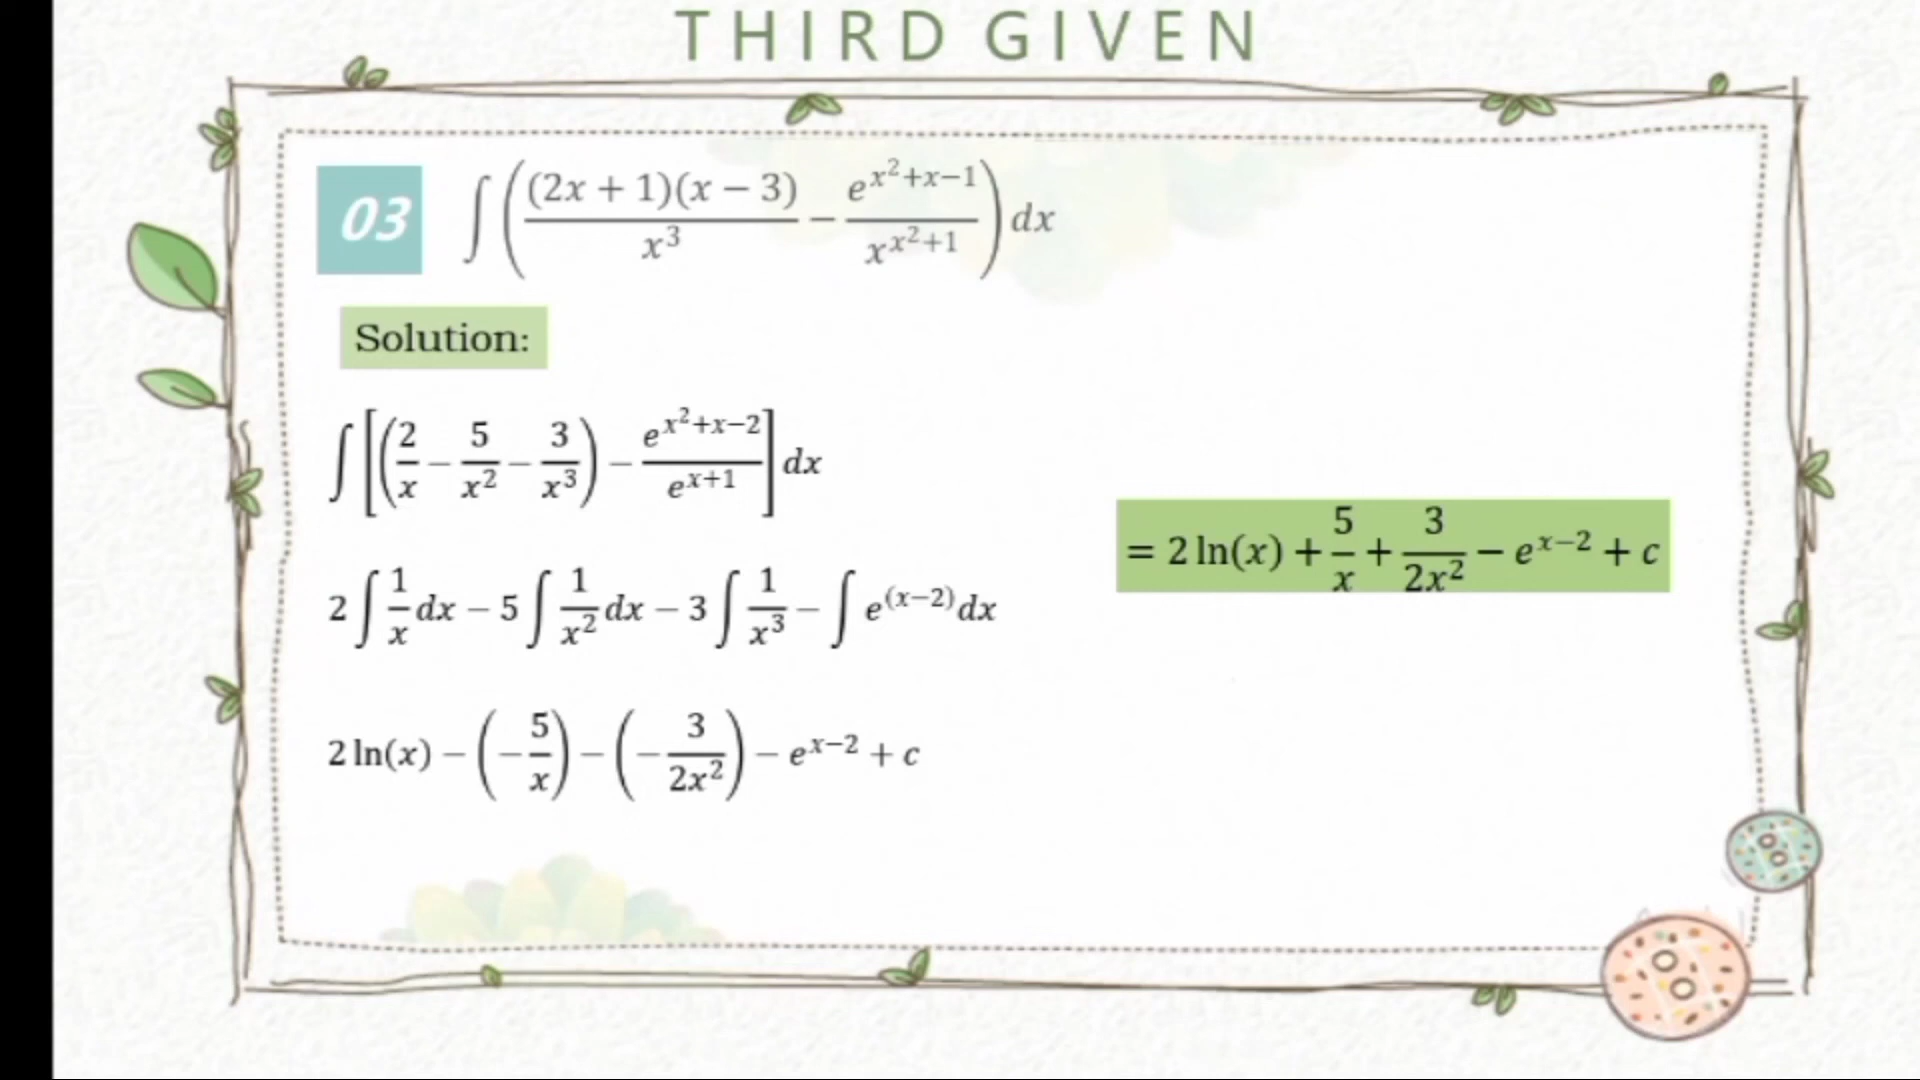 THIRD GIVEN
03 ∫ ( (2x + 1)(x − 3) / x³ − e^(x²+x−1) / x^(x²+1) ) dx
Solution:
∫ [ ( 2/x − 5/x² − 3/x³ ) − e^(x²+x−2) / e^(x+1) ] dx
2 ∫ 1/x dx − 5 ∫ 1/x² dx − 3 ∫ 1/x³ − ∫ e^((x−2)) dx
2 ln(x) − ( − 5/x ) − ( − 3/2x² ) − e^(x−2) + c
= 2 ln(x) + 5/x + 3/2x² − e^(x−2) + c